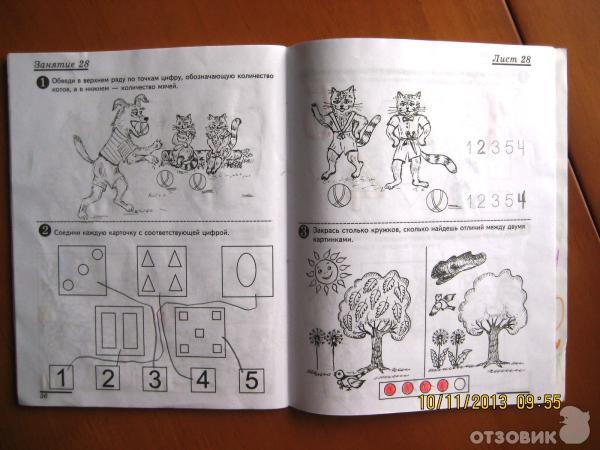 Занятие 28
1 Обведи в верхнем ряду по точкам цифру, обозначающую количество
котов, а в нижнем — количество мячей.
2 Соедини каждую карточку с соответствующей цифрой.
1 2 3 4 5
56
Лист 28
1 2 3 5 4
1 2 3 5 4
3 Закрась столько кружков, сколько найдешь отличий между двумя
картинками.
10/11/2013 09:55
ОТЗОВИК